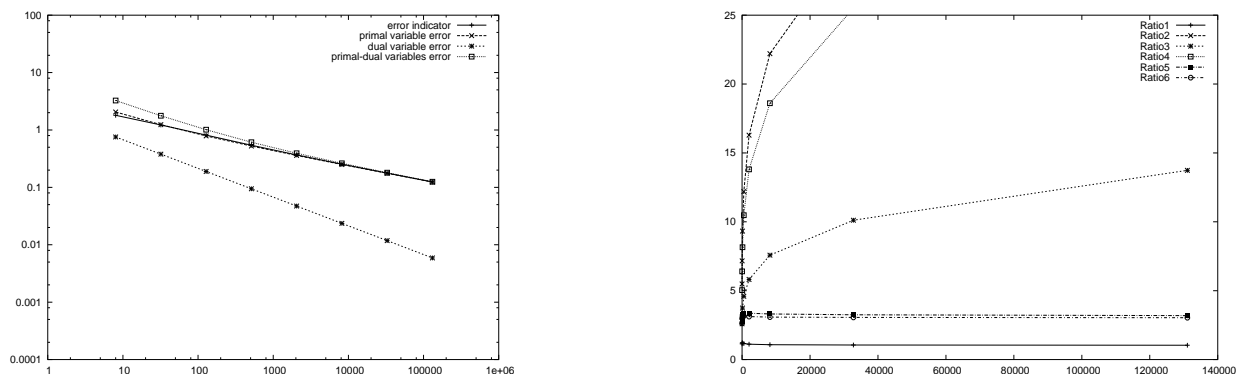 100
10
1
0.1
0.01
0.001
0.0001
1
10
100
1000
10000
100000
1e+06
error indicator
primal variable error
dual variable error
primal-dual variables error
25
20
15
10
5
0
0
20000
40000
60000
80000
100000
120000
140000
Ratio1
Ratio2
Ratio3
Ratio4
Ratio5
Ratio6